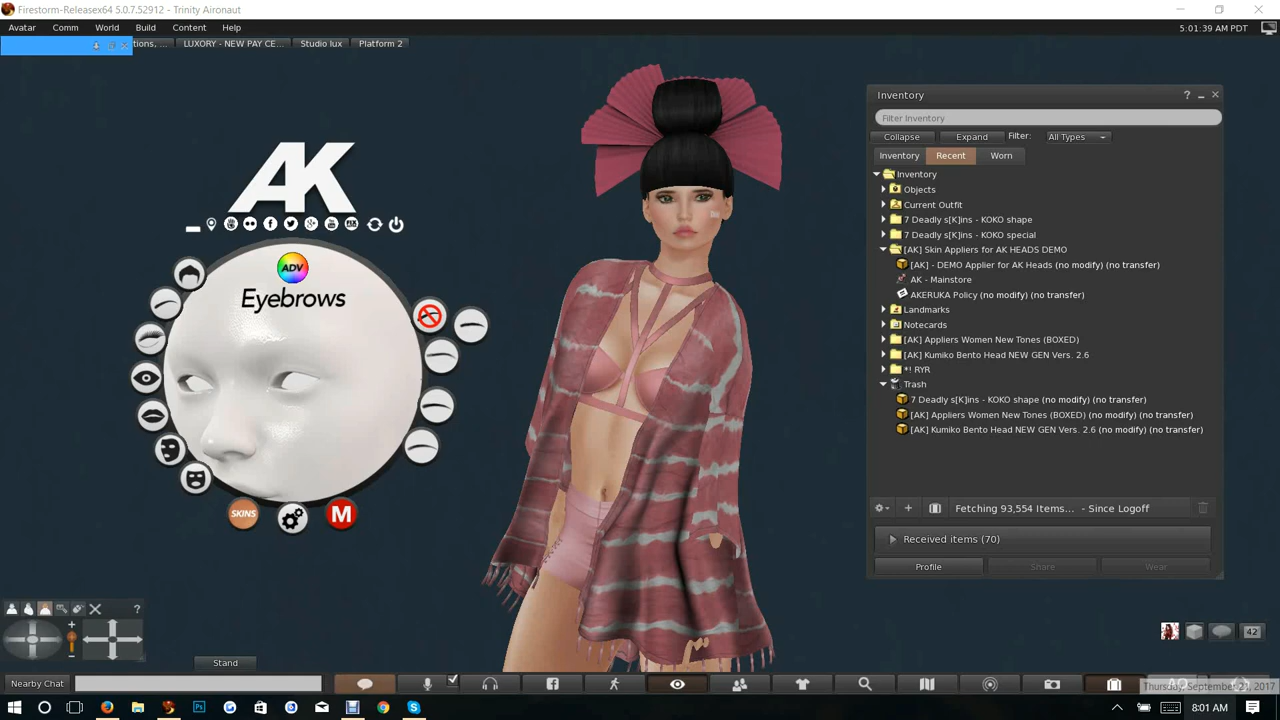 Firestorm-Releasex64 5.0.7.52912 - Trinity Aironaut
Avatar Comm World Build Content Help
5:01:39 AM PDT
tions, ... LUXORY - NEW PAY CE... Studio lux Platform 2
Inventory
?
Filter Inventory
Collapse Expand Filter: All Types
Inventory Recent Worn
Inventory
Objects
Current Outfit
7 Deadly s[K]ins - KOKO shape
7 Deadly s[K]ins - KOKO special
[AK] Skin Appliers for AK HEADS DEMO
[AK] - DEMO Applier for AK Heads (no modify) (no transfer)
AK - Mainstore
AKERUKA Policy (no modify) (no transfer)
Landmarks
Notecards
[AK] Appliers Women New Tones (BOXED)
[AK] Kumiko Bento Head NEW GEN Vers. 2.6
*! RYR
Trash
7 Deadly s[K]ins - KOKO shape (no modify) (no transfer)
[AK] Appliers Women New Tones (BOXED) (no modify) (no transfer)
[AK] Kumiko Bento Head NEW GEN Vers. 2.6 (no modify) (no transfer)
Fetching 93,554 Items... - Since Logoff
Received items (70)
Profile Share Wear
AK
ADV
Eyebrows
SKINS
M
?
42
Stand
Nearby Chat
Thursday, September 21, 2017
8:01 AM